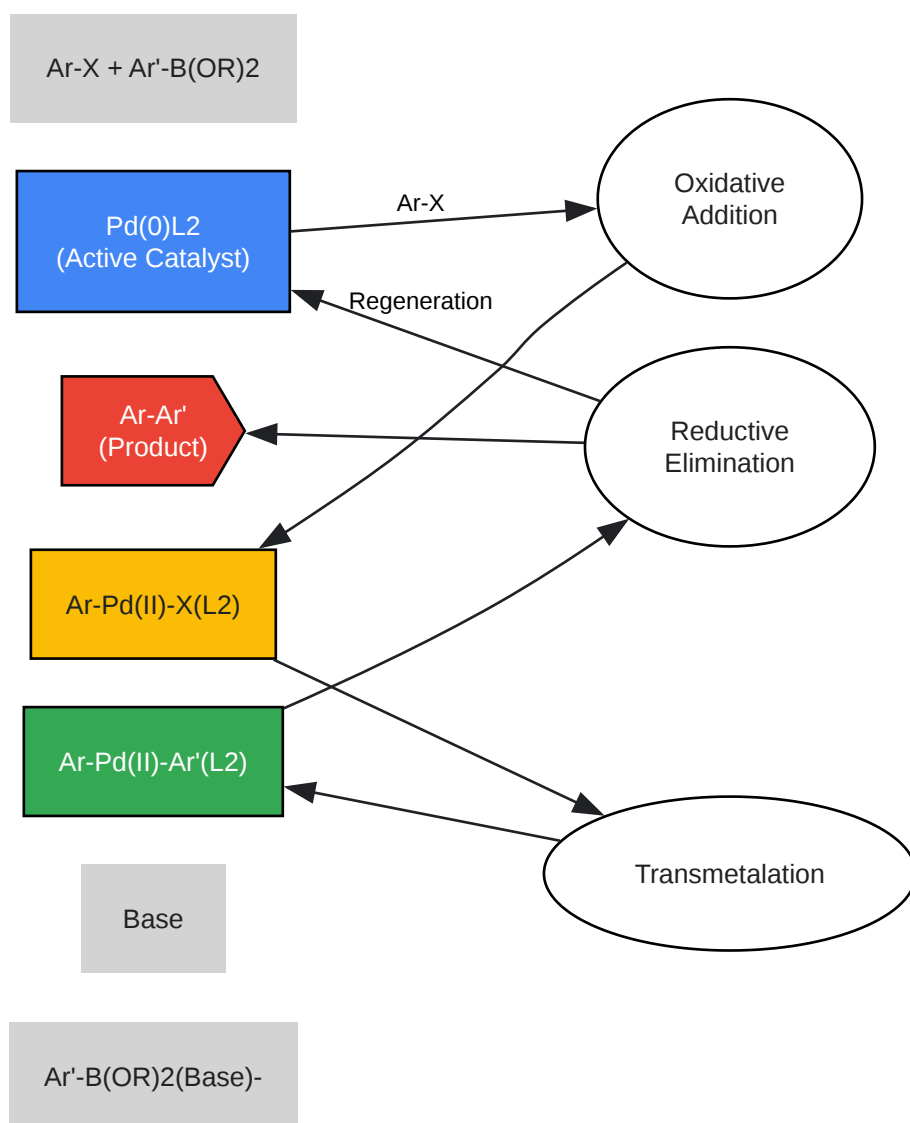 Ar-X + Ar'-B(OR)2
Pd(0)L2
(Active Catalyst)
Ar-X
Oxidative
Addition
Regeneration
Ar-Ar'
(Product)
Reductive
Elimination
Ar-Pd(II)-X(L2)
Ar-Pd(II)-Ar'(L2)
Transmetalation
Base
Ar'-B(OR)2(Base)-